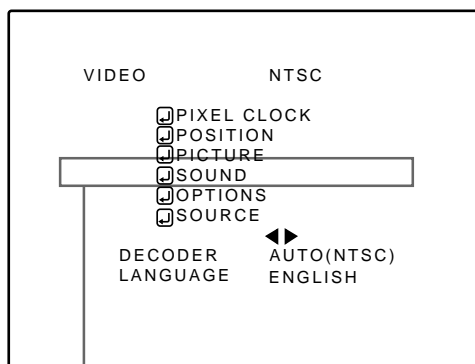 VIDEO NTSC
PIXEL CLOCK
POSITION
PICTURE
SOUND
OPTIONS
SOURCE
DECODER AUTO(NTSC)
LANGUAGE ENGLISH